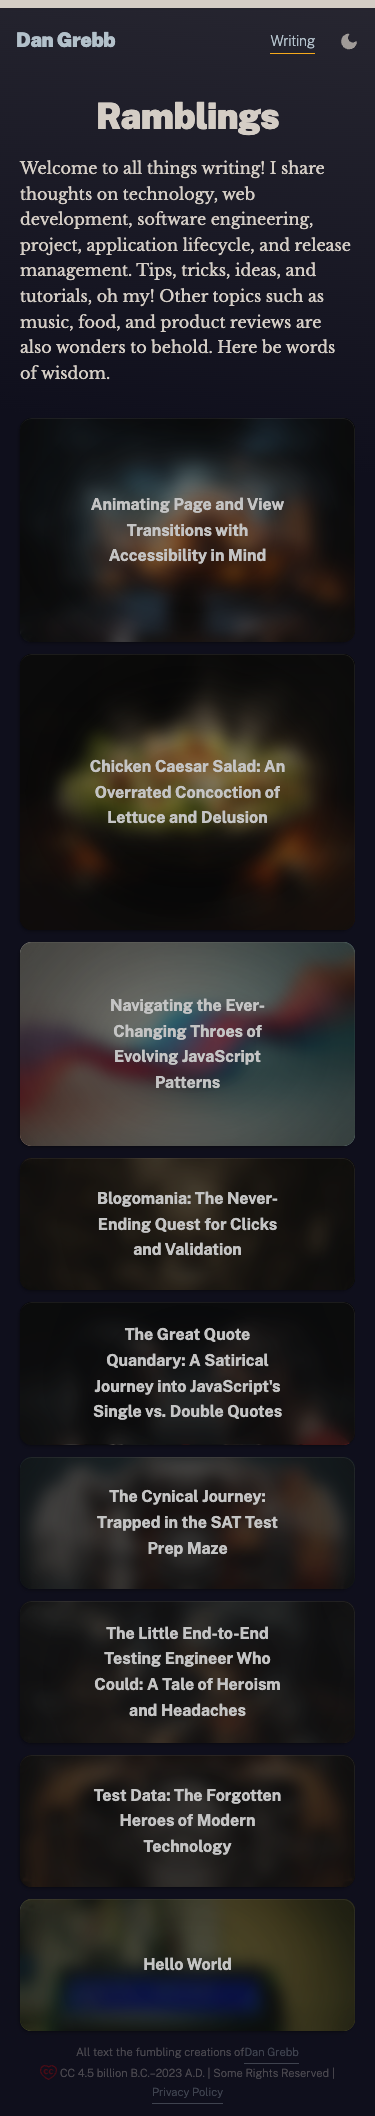 Dan Grebb
Writing
Ramblings
Welcome to all things writing! I share
thoughts on technology, web
development, software engineering,
project, application lifecycle, and release
management. Tips, tricks, ideas, and
tutorials, oh my! Other topics such as
music, food, and product reviews are
also wonders to behold. Here be words
of wisdom.
Animating Page and View
Transitions with
Accessibility in Mind
Chicken Caesar Salad: An
Overrated Concoction of
Lettuce and Delusion
Navigating the Ever-
Changing Throes of
Evolving JavaScript
Patterns
Blogomania: The Never-
Ending Quest for Clicks
and Validation
The Great Quote
Quandary: A Satirical
Journey into JavaScript's
Single vs. Double Quotes
The Cynical Journey:
Trapped in the SAT Test
Prep Maze
The Little End-to-End
Testing Engineer Who
Could: A Tale of Heroism
and Headaches
Test Data: The Forgotten
Heroes of Modern
Technology
Hello World
All text the fumbling creations ofDan Grebb
CC 4.5 billion B.C.–2023 A.D. | Some Rights Reserved |
Privacy Policy